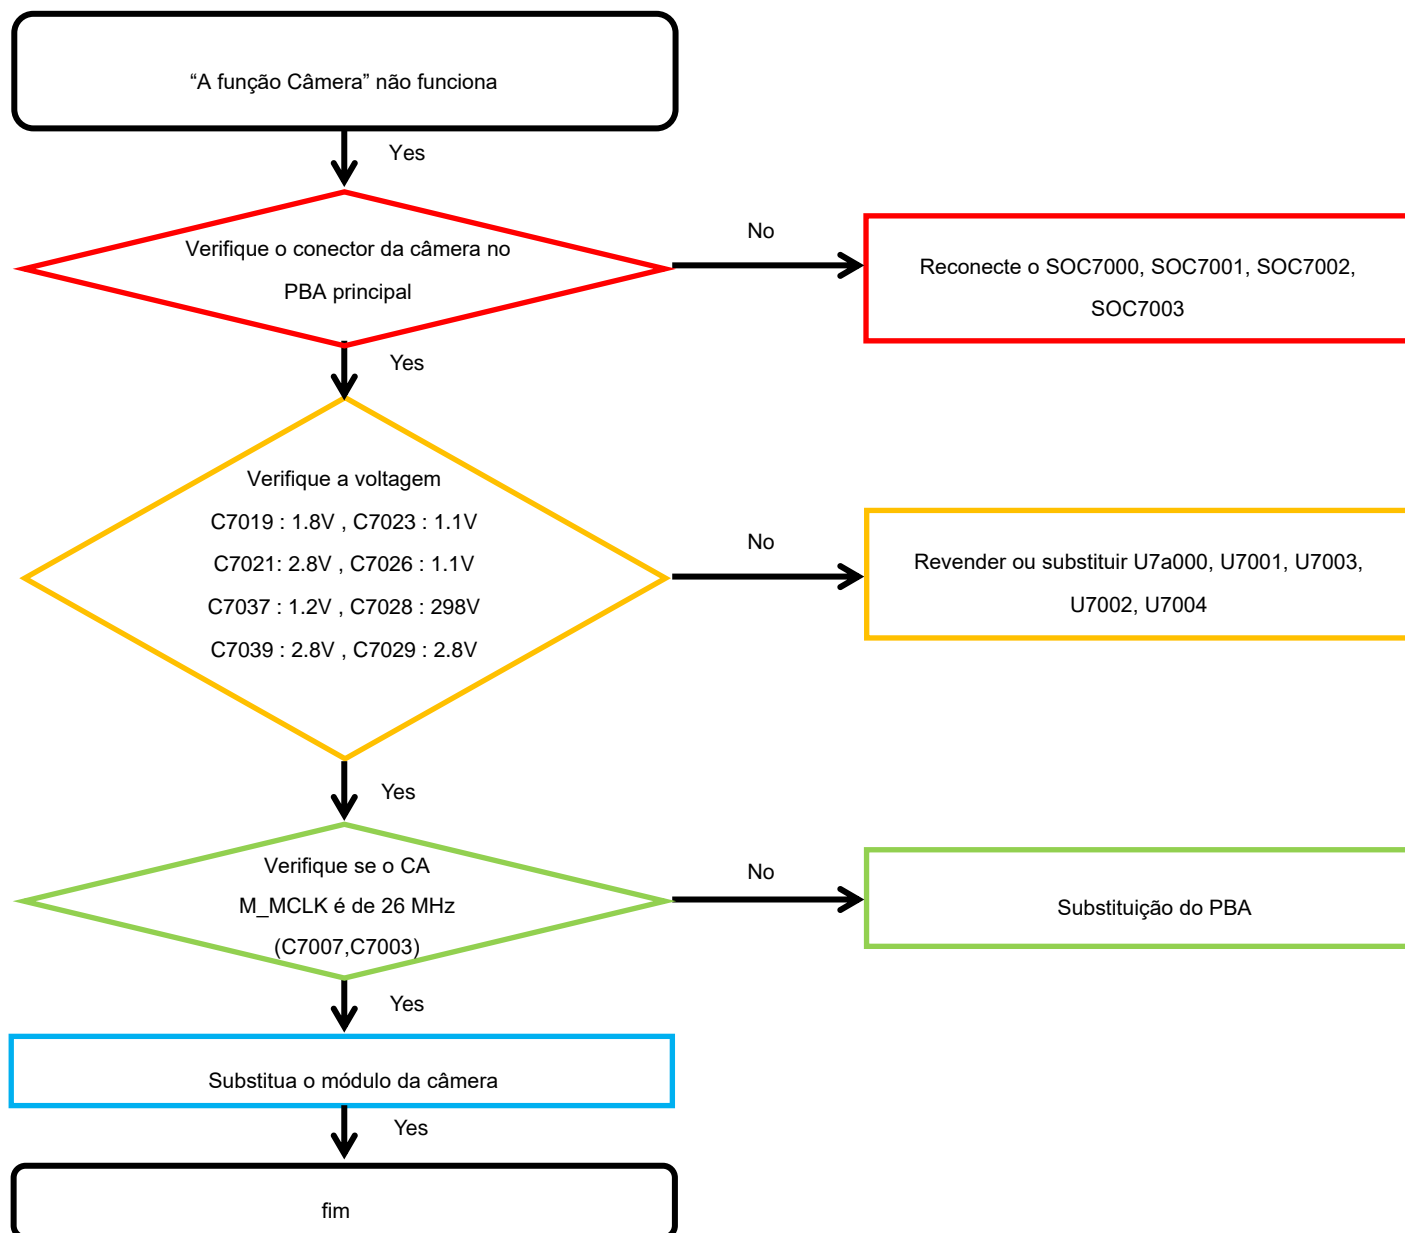 “A função Câmera” não funciona
Yes
Verifique o conector da câmera no
PBA principal
No
Reconecte o SOC7000, SOC7001, SOC7002,
SOC7003
Yes
Verifique a voltagem
C7019 : 1.8V , C7023 : 1.1V
C7021: 2.8V , C7026 : 1.1V
C7037 : 1.2V , C7028 : 298V
C7039 : 2.8V , C7029 : 2.8V
No
Revender ou substituir U7a000, U7001, U7003,
U7002, U7004
Yes
Verifique se o CA
M_MCLK é de 26 MHz
(C7007,C7003)
No
Substituição do PBA
Yes
Substitua o módulo da câmera
Yes
fim